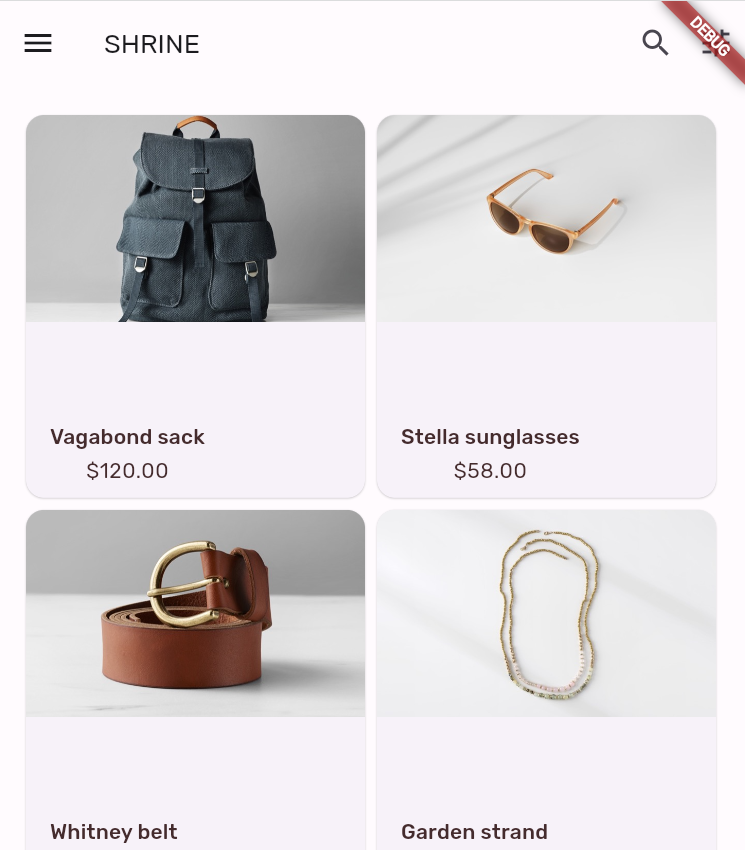 SHRINE
DEBUG
Vagabond sack
$120.00
Stella sunglasses
$58.00
Whitney belt
Garden strand